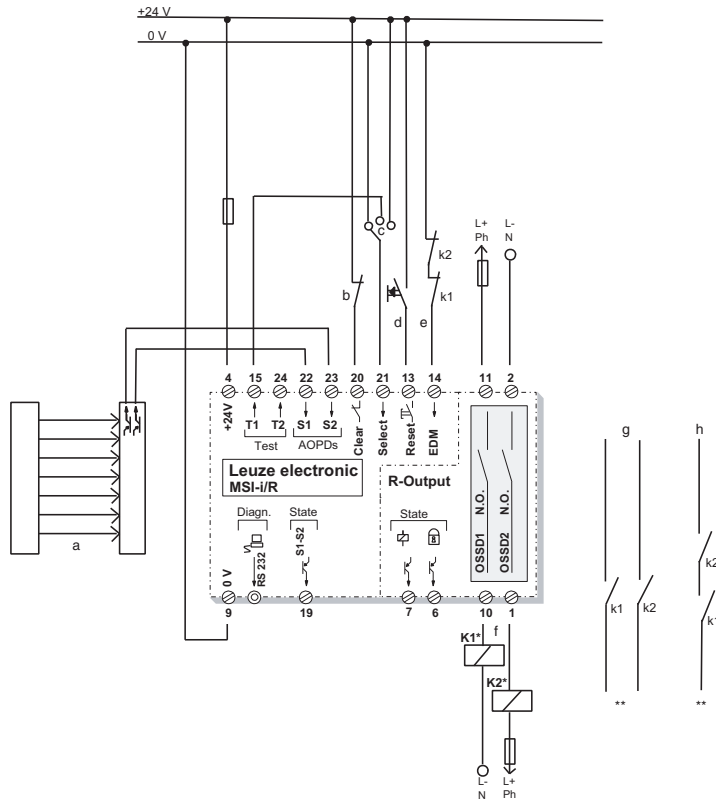 +24 V
0 V
c
k2
L+
Ph
L-
N
b
k1
d
e
4 15 24 22 23 20 21 13 14 11 2
+24V
T1 T2 S1 S2
Clear
Select
Reset
EDM
Test AOPDs
Leuze electronic
MSI-i/R
R-Output
OSSD1 N.O.
OSSD2 N.O.
Diagn. State
State
0 V
RS 232
S1-S2
8
9 19 7 6 10 1
a
f
K1*
K2*
L-
N
L+
Ph
g
h
k1
k2
k2
k1
**
**